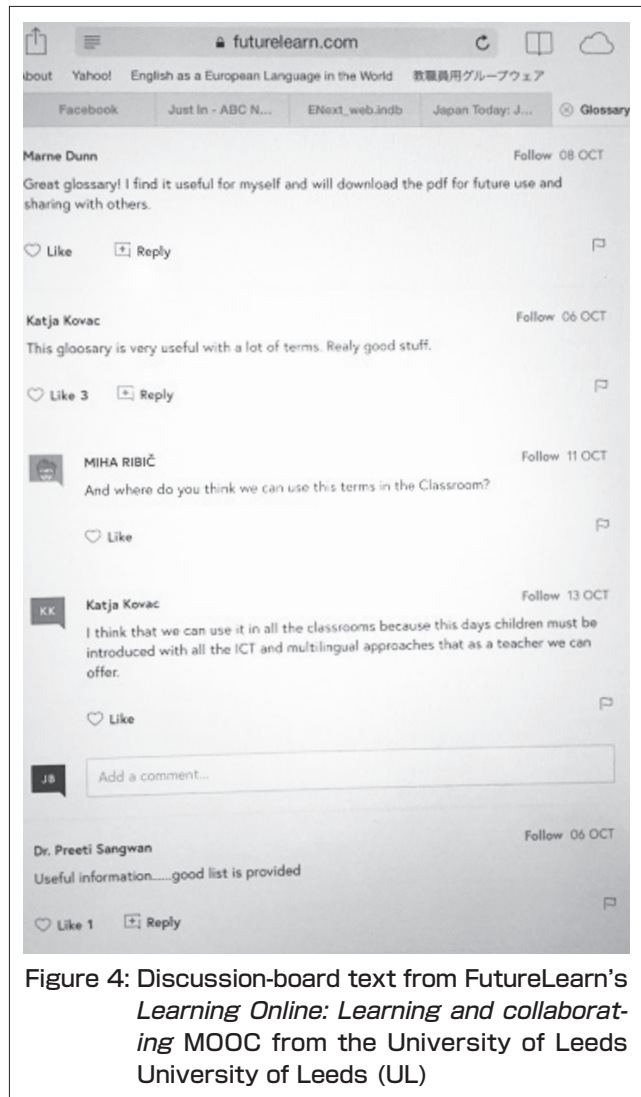 futurelearn.com
bout Yahoo! English as a European Language in the World 教職員用グループウェア
Facebook Just In - ABC N... ENext_web.indb Japan Today: J... Glossary
Marne Dunn Follow 08 OCT
Great glossary! I find it useful for myself and will download the pdf for future use and
sharing with others.
Like Reply
Katja Kovac Follow 06 OCT
This gloosary is very useful with a lot of terms. Realy good stuff.
Like 3 Reply
MIHA RIBIČ Follow 11 OCT
And where do you think we can use this terms in the Classroom?
Like
KK Katja Kovac Follow 13 OCT
I think that we can use it in all the classrooms because this days children must be
introduced with all the ICT and multilingual approaches that as a teacher we can
offer.
Like
JB Add a comment...
Dr. Preeti Sangwan Follow 06 OCT
Useful information......good list is provided
Like 1 Reply
Figure 4: Discussion-board text from FutureLearn's
Learning Online: Learning and collaborat-
ing MOOC from the University of Leeds
University of Leeds (UL)